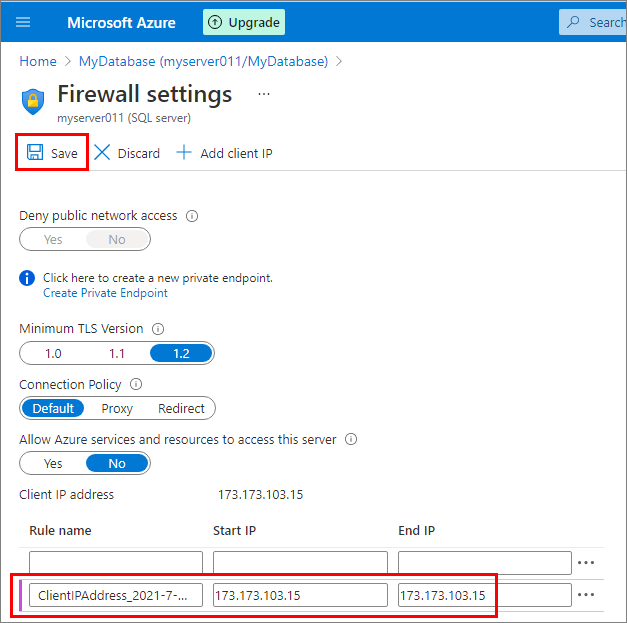 Microsoft Azure Upgrade Search
Home > MyDatabase (myserver011/MyDatabase) >
Firewall settings ...
myserver011 (SQL server)
Save Discard Add client IP
Deny public network access
Yes No
Click here to create a new private endpoint.
Create Private Endpoint
Minimum TLS Version
1.0 1.1 1.2
Connection Policy
Default Proxy Redirect
Allow Azure services and resources to access this server
Yes No
Client IP address 173.173.103.15
Rule name Start IP End IP
ClientIPAddress_2021-7-... 173.173.103.15 173.173.103.15